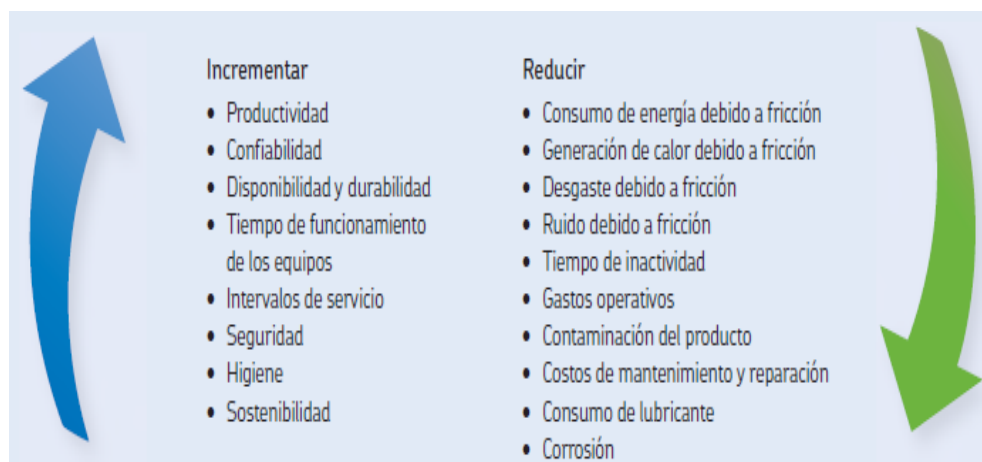 Incrementar
• Productividad
• Confiabilidad
• Disponibilidad y durabilidad
• Tiempo de funcionamiento
de los equipos
• Intervalos de servicio
• Seguridad
• Higiene
• Sostenibilidad
Reducir
• Consumo de energía debido a fricción
• Generación de calor debido a fricción
• Desgaste debido a fricción
• Ruido debido a fricción
• Tiempo de inactividad
• Gastos operativos
• Contaminación del producto
• Costos de mantenimiento y reparación
• Consumo de lubricante
• Corrosión